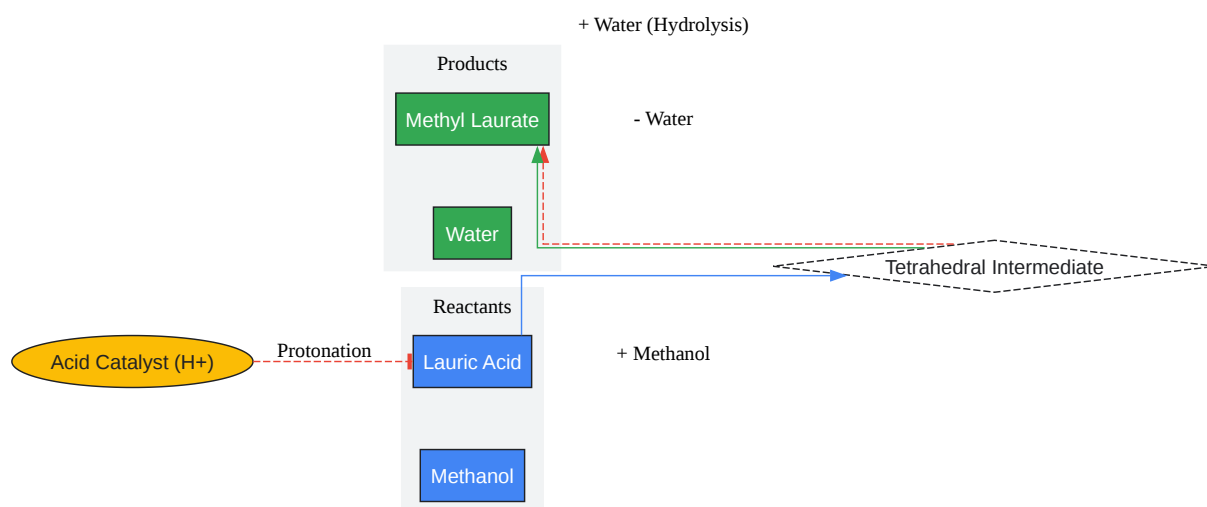 + Water (Hydrolysis)
Products
Methyl Laurate
- Water
Water
Tetrahedral Intermediate
Reactants
Acid Catalyst (H+)
Protonation
Lauric Acid
+ Methanol
Methanol